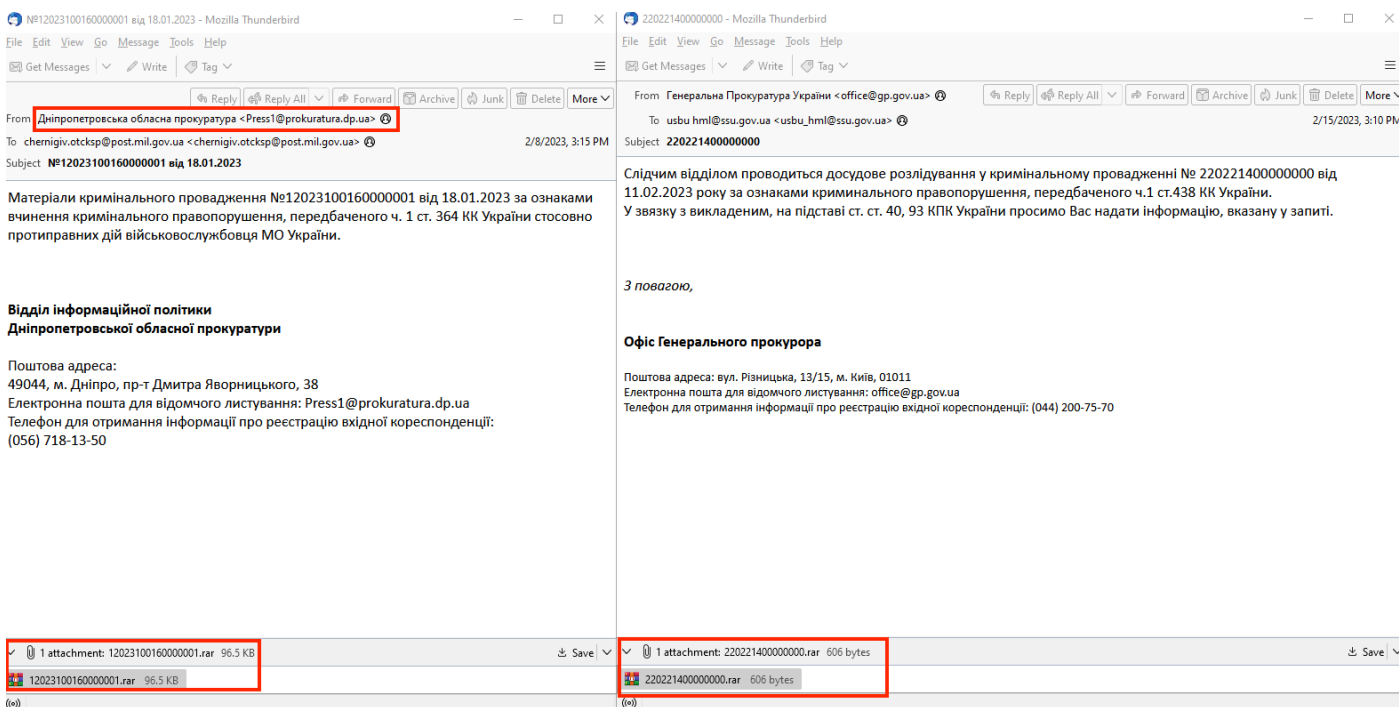 №12023100160000001 від 18.01.2023 - Mozilla Thunderbird
File Edit View Go Message Tools Help
Get Messages Write Tag
Reply Reply All Forward Archive Junk Delete More
From Дніпропетровська обласна прокуратура <Press1@prokuratura.dp.ua>
To chernigiv.otcksp@post.mil.gov.ua <chernigiv.otcksp@post.mil.gov.ua> 2/8/2023, 3:15 PM
Subject №12023100160000001 від 18.01.2023
Матеріали кримінального провадження №12023100160000001 від 18.01.2023 за ознаками
вчинення кримінального правопорушення, передбаченого ч. 1 ст. 364 КК України стосовно
протиправних дій військовослужбовця МО України.
Відділ інформаційної політики
Дніпропетровської обласної прокуратури
Поштова адреса:
49044, м. Дніпро, пр-т Дмитра Яворницького, 38
Електронна пошта для відомчого листування: Press1@prokuratura.dp.ua
Телефон для отримання інформації про реєстрацію вхідної кореспонденції:
(056) 718-13-50
1 attachment: 12023100160000001.rar 96.5 KB Save
12023100160000001.rar 96.5 KB
220221400000000 - Mozilla Thunderbird
File Edit View Go Message Tools Help
Get Messages Write Tag
From Генеральна Прокуратура України <office@gp.gov.ua> Reply Reply All Forward Archive Junk Delete More
To usbu hml@ssu.gov.ua <usbu_hml@ssu.gov.ua> 2/15/2023, 3:10 PM
Subject 220221400000000
Слідчим відділом проводиться досудове розлідування у кримінальному провадженні № 220221400000000 від
11.02.2023 року за ознаками криминального правопорушення, передбаченого ч.1 ст.438 КК України.
У звязку з викладеним, на підставі ст. ст. 40, 93 КПК України просимо Вас надати інформацію, вказану у запиті.
З повагою,
Офіс Генерального прокурора
Поштова адреса: вул. Різницька, 13/15, м. Київ, 01011
Електронна пошта для відомчого листування: office@gp.gov.ua
Телефон для отримання інформації про реєстрацію вхідної кореспонденції: (044) 200-75-70
1 attachment: 220221400000000.rar 606 bytes Save
220221400000000.rar 606 bytes